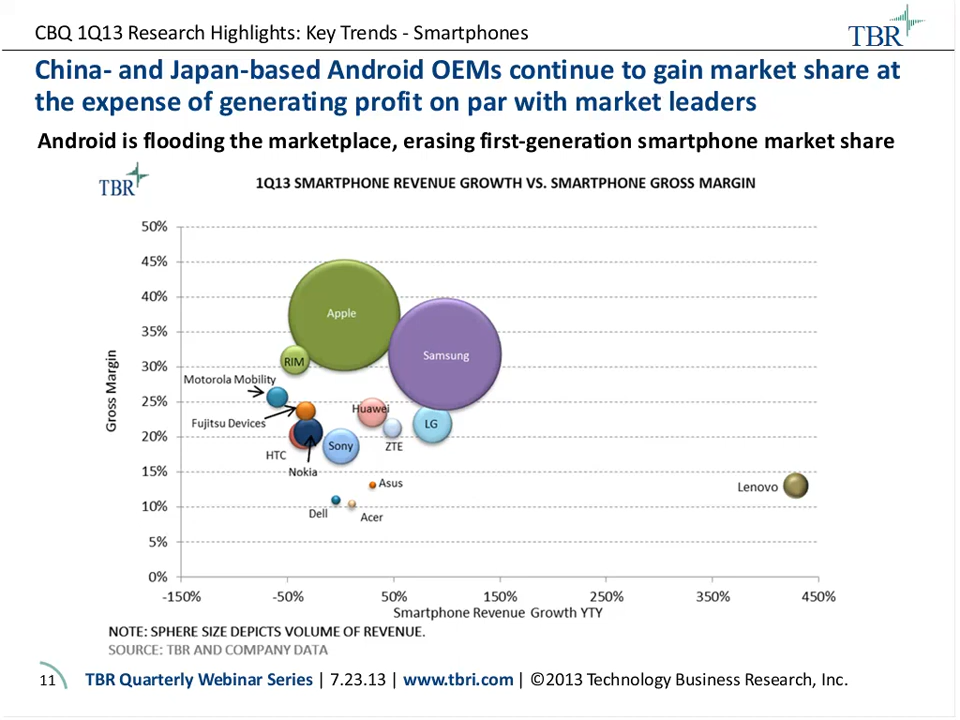 CBQ 1Q13 Research Highlights: Key Trends - Smartphones
TBR
China- and Japan-based Android OEMs continue to gain market share at
the expense of generating profit on par with market leaders
Android is flooding the marketplace, erasing first-generation smartphone market share
TBR
1Q13 SMARTPHONE REVENUE GROWTH VS. SMARTPHONE GROSS MARGIN
50%
45%
40%
35%
30%
25%
20%
15%
10%
5%
0%
Gross Margin
Apple
Samsung
RIM
Motorola Mobility
Huawei
Fujitsu Devices
LG
Sony
ZTE
HTC
Nokia
Asus
Lenovo
Dell
Acer
-150%
-50%
50%
150%
250%
350%
450%
Smartphone Revenue Growth YTY
NOTE: SPHERE SIZE DEPICTS VOLUME OF REVENUE.
SOURCE: TBR AND COMPANY DATA
11
TBR Quarterly Webinar Series | 7.23.13 | www.tbri.com | ©2013 Technology Business Research, Inc.